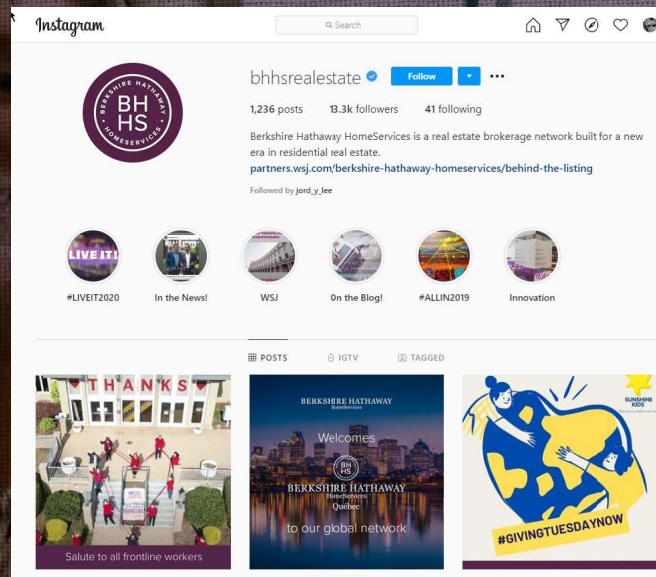 Instagram
Search
bhhsrealestate
Follow
1,236 posts 13.3k followers 41 following
Berkshire Hathaway HomeServices is a real estate brokerage network built for a new
era in residential real estate.
partners.wsj.com/berkshire-hathaway-homeservices/behind-the-listing
Followed by jord_y_lee
BERKSHIRE HATHAWAY
BH
HS
HOMESERVICES
LIVE IT!
#LIVEIT2020 In the News! WSJ On the Blog! #ALLIN2019 Innovation
POSTS IGTV TAGGED
THANKS
Salute to all frontline workers
BERKSHIRE HATHAWAY
HomeServices
Welcomes
BH
HS
BERKSHIRE HATHAWAY
HomeServices
Québec
to our global network
SUNSHINE
KIDS
#GIVINGTUESDAYNOW